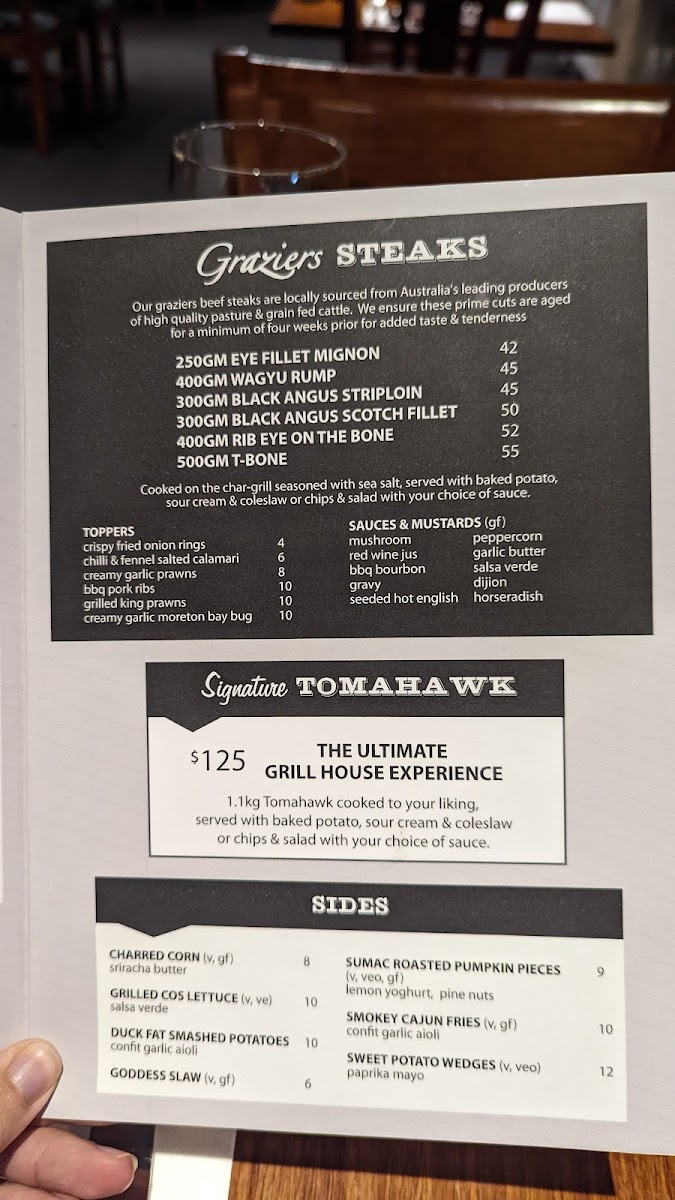 Graziers STEAKS
Our graziers beef steaks are locally sourced from Australia's leading producers
of high quality pasture & grain fed cattle. We ensure these prime cuts are aged
for a minimum of four weeks prior for added taste & tenderness
250GM EYE FILLET MIGNON 42
400GM WAGYU RUMP 45
300GM BLACK ANGUS STRIPLOIN 45
300GM BLACK ANGUS SCOTCH FILLET 50
400GM RIB EYE ON THE BONE 52
500GM T-BONE 55
Cooked on the char-grill seasoned with sea salt, served with baked potato,
sour cream & coleslaw or chips & salad with your choice of sauce.
TOPPERS
crispy fried onion rings 4
chilli & fennel salted calamari 6
creamy garlic prawns 8
bbq pork ribs 10
grilled king prawns 10
creamy garlic moreton bay bug 10
SAUCES & MUSTARDS (gf)
mushroom peppercorn
red wine jus garlic butter
bbq bourbon salsa verde
gravy dijion
seeded hot english horseradish
Signature TOMAHAWK
$125 THE ULTIMATE
GRILL HOUSE EXPERIENCE
1.1kg Tomahawk cooked to your liking,
served with baked potato, sour cream & coleslaw
or chips & salad with your choice of sauce.
SIDES
CHARRED CORN (v, gf) 8
sriracha butter
GRILLED COS LETTUCE (v, ve) 10
salsa verde
DUCK FAT SMASHED POTATOES 10
confit garlic aioli
GODDESS SLAW (v, gf) 6
SUMAC ROASTED PUMPKIN PIECES 9
(v, veo, gf)
lemon yoghurt, pine nuts
SMOKEY CAJUN FRIES (v, gf) 10
confit garlic aioli
SWEET POTATO WEDGES (v, veo) 12
paprika mayo